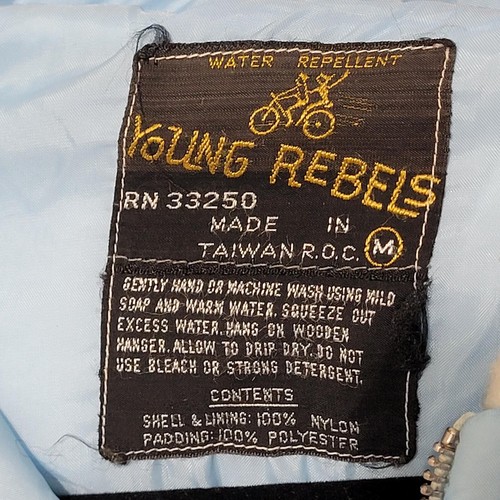 WATER REPELLENT
YOUNG REBELS
RN 33250
MADE IN
TAIWAN R.O.C. M
GENTLY HAND OR MACHINE WASH USING MILD
SOAP AND WARM WATER. SQUEEZE OUT
EXCESS WATER. HANG ON WOODEN
HANGER. ALLOW TO DRIP DRY. DO NOT
USE BLEACH OR STRONG DETERGENT.
CONTENTS
SHELL & LINING: 100% NYLON
PADDING: 100% POLYESTER